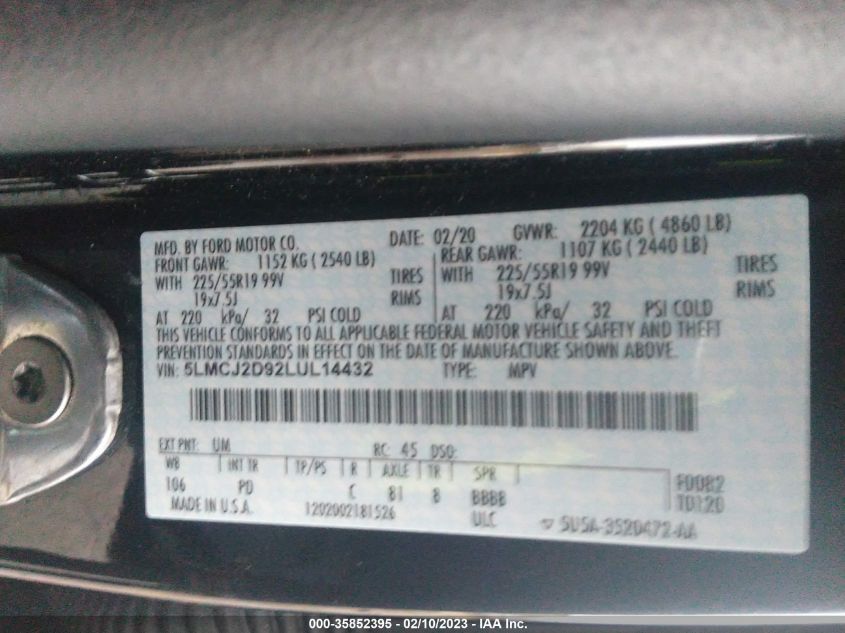 MFD. BY FORD MOTOR CO. DATE: 02/20 GVWR: 2204 KG ( 4860 LB)
FRONT GAWR: 1152 KG ( 2540 LB) REAR GAWR: 1107 KG ( 2440 LB)
WITH 225/55R19 99V TIRES WITH 225/55R19 99V TIRES
19x7.5J RIMS 19x7.5J RIMS
AT 220 kPa/ 32 PSI COLD AT 220 kPa/ 32 PSI COLD
THIS VEHICLE CONFORMS TO ALL APPLICABLE FEDERAL MOTOR VEHICLE SAFETY AND THEFT
PREVENTION STANDARDS IN EFFECT ON THE DATE OF MANUFACTURE SHOWN ABOVE.
VIN: 5LMCJ2D92LUL14432 TYPE: MPV
EXT PNT: UM RC: 45 DSO:
WB INT TR TP/PS R AXLE TR SPR
106 PD C 81 8 BBBB F0082
MADE IN U.S.A. 1202002181526 ULC TD120
5U5A-3520472-AA
000-35852395 - 02/10/2023 - IAA Inc.